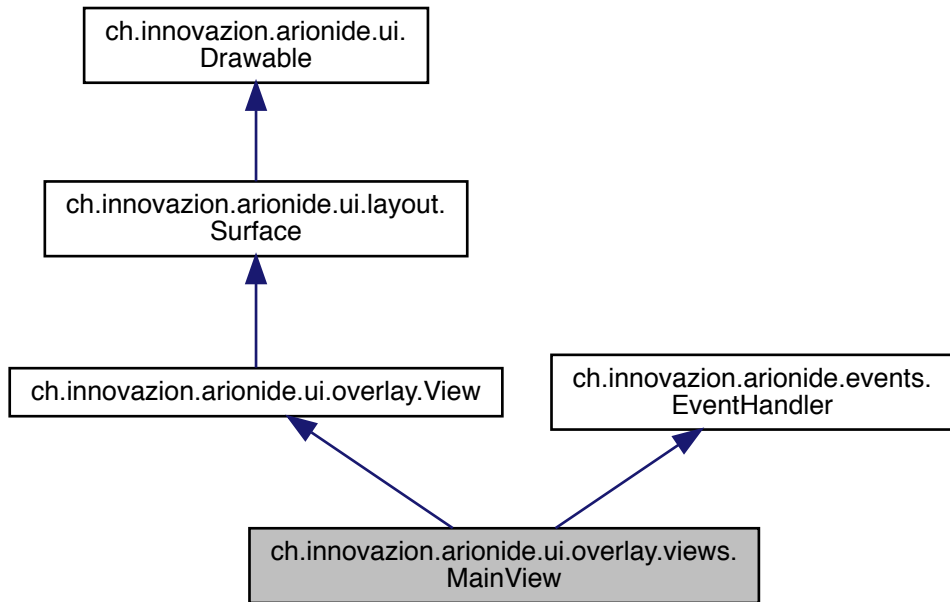 ch.innovazion.arionide.ui.
Drawable
ch.innovazion.arionide.ui.layout.
Surface
ch.innovazion.arionide.ui.overlay.View
ch.innovazion.arionide.events.
EventHandler
ch.innovazion.arionide.ui.overlay.views.
MainView